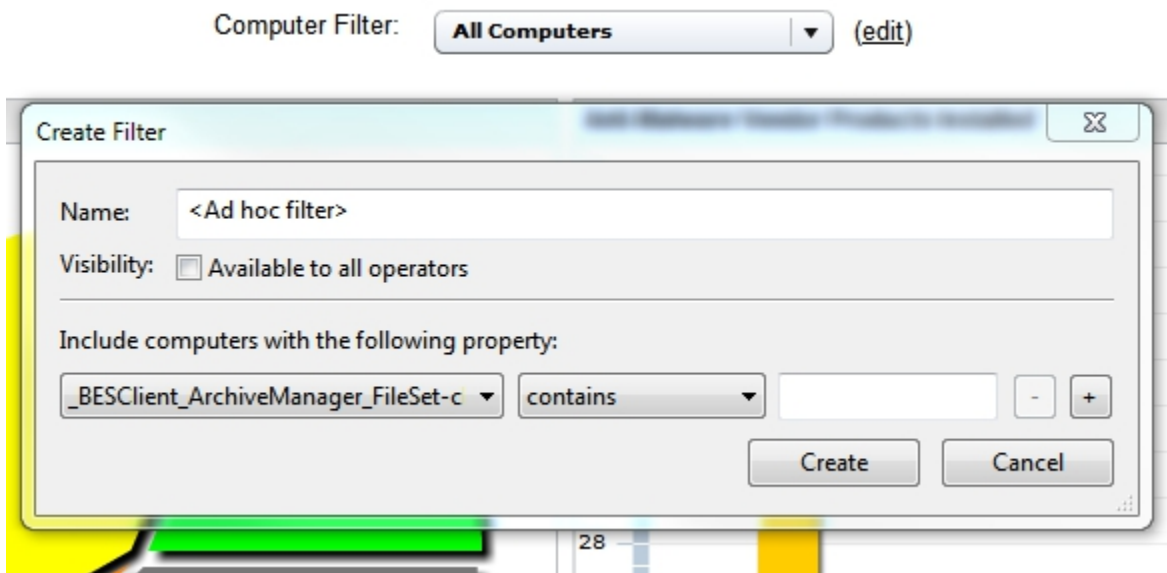 Computer Filter: All Computers (edit)
Create Filter
Name: <Ad hoc filter>
Visibility: Available to all operators
Include computers with the following property:
_BESClient_ArchiveManager_FileSet-c contains - +
Create Cancel
28